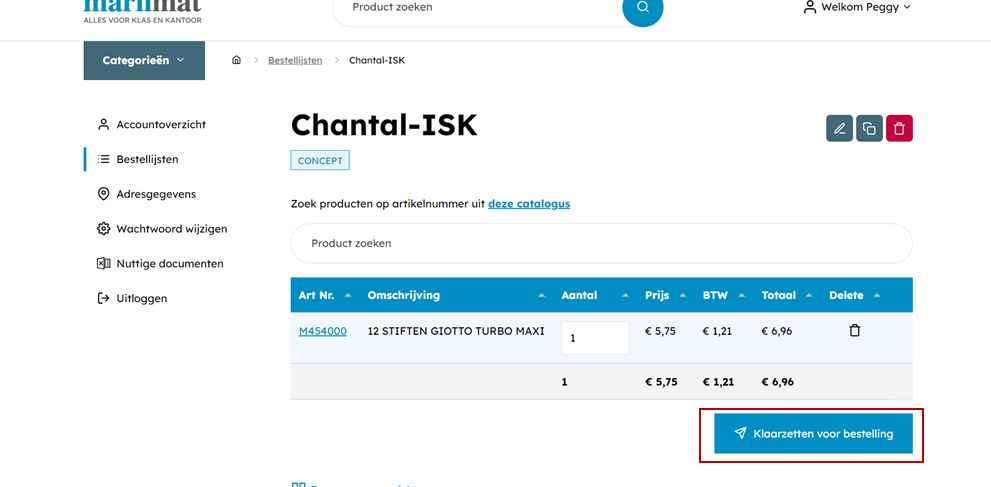 marlimat
ALLES VOOR KLAS EN KANTOOR
Product zoeken
Welkom Peggy
Categorieën
Bestellijsten
Chantal-ISK
Accountoverzicht
Bestellijsten
Adresgegevens
Wachtwoord wijzigen
Nuttige documenten
Uitloggen
Chantal-ISK
CONCEPT
Zoek producten op artikelnummer uit deze catalogus
Product zoeken
Art Nr. Omschrijving Aantal Prijs BTW Totaal Delete
M454000 12 STIFTEN GIOTTO TURBO MAXI 1 € 5,75 € 1,21 € 6,96
1 € 5,75 € 1,21 € 6,96
Klaarzetten voor bestelling